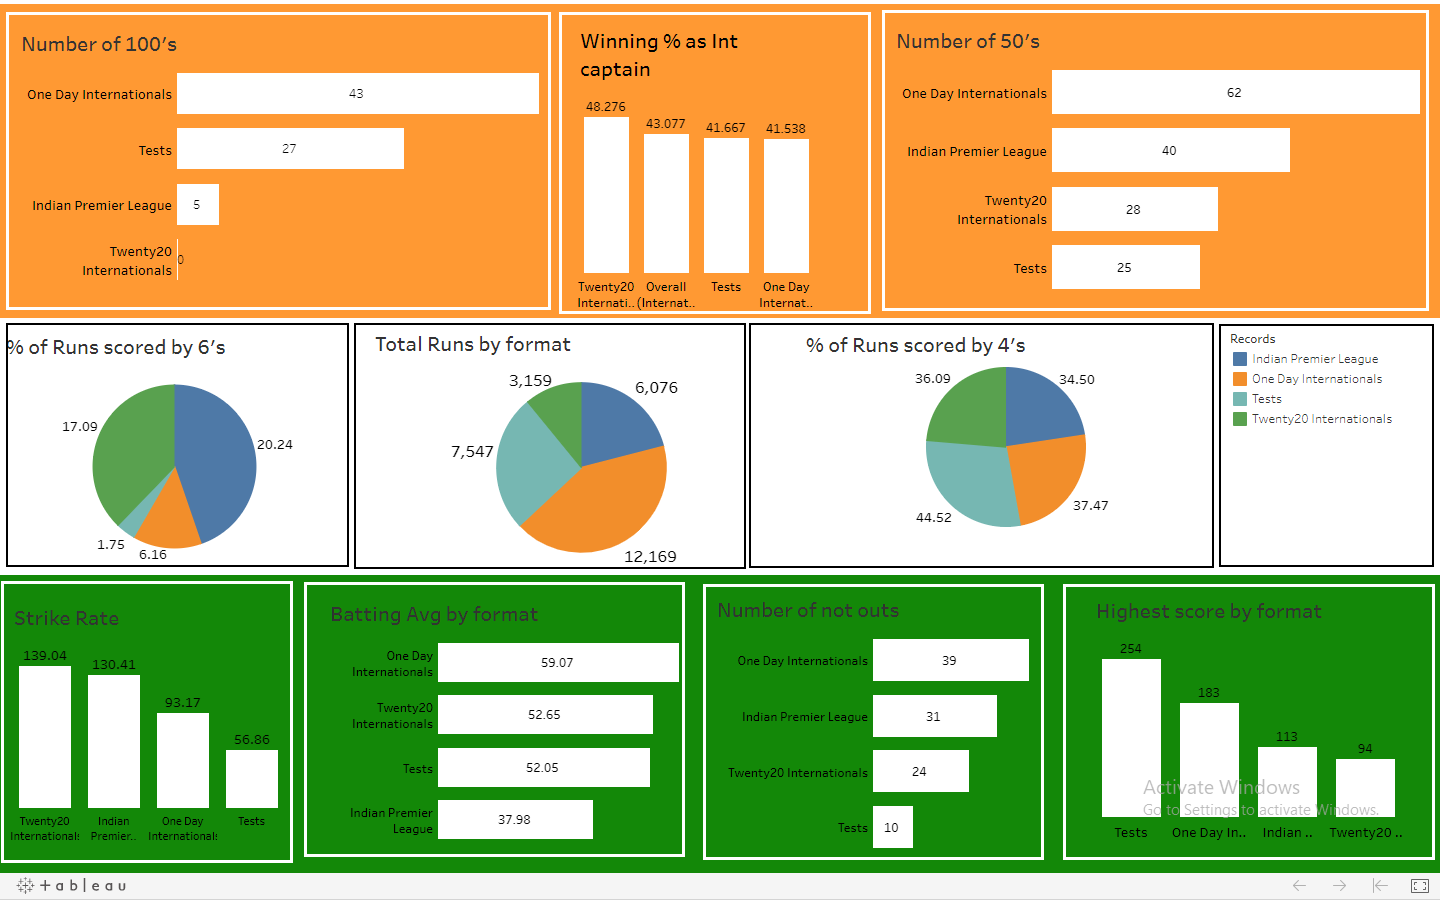 Number of 100's
One Day Internationals 43
Tests 27
Indian Premier League 5
Twenty20
Internationals 0
Winning % as Int
captain
48.276 43.077 41.667 41.538
Twenty20 Overall Tests One Day
Internati.. (Internat.. Internat..
Number of 50's
One Day Internationals 62
Indian Premier League 40
Twenty20
Internationals 28
Tests 25
% of Runs scored by 6's
17.09
20.24
1.75
6.16
Total Runs by format
3,159
6,076
7,547
12,169
% of Runs scored by 4's
36.09
34.50
44.52
37.47
Records
Indian Premier League
One Day Internationals
Tests
Twenty20 Internationals
Strike Rate
139.04 130.41 93.17 56.86
Twenty20 Indian One Day Tests
Internationals Premier.. Internationals
Batting Avg by format
One Day
Internationals 59.07
Twenty20
Internationals 52.65
Tests 52.05
Indian Premier
League 37.98
Number of not outs
One Day Internationals 39
Indian Premier League 31
Twenty20 Internationals 24
Tests 10
Highest score by format
254 183 113 94
Tests One Day In.. Indian .. Twenty20 ..
Activate Windows
Go to Settings to activate Windows.
tableau